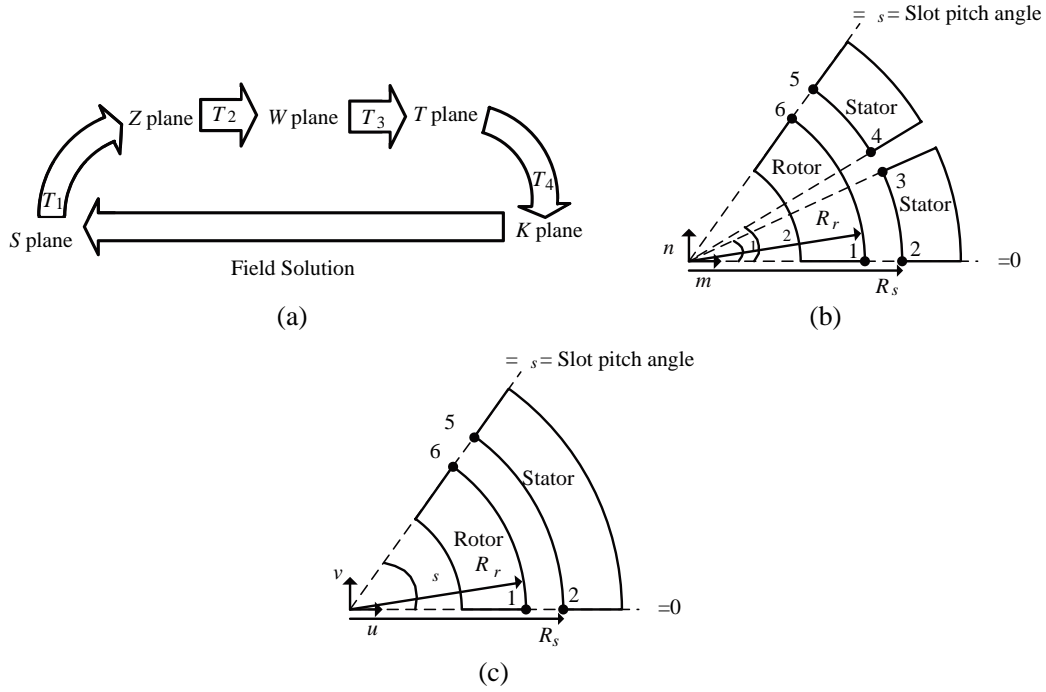 Z plane
T2
W plane
T3
T plane
T1
T4
S plane
K plane
Field Solution
(a)
= s = Slot pitch angle
5
Stator
6
4
Rotor
3
Stator
Rr
n
1
2
1
2
=0
m
Rs
(b)
= s = Slot pitch angle
5
6
Stator
Rotor
Rr
v
s
1
2
=0
u
Rs
(c)